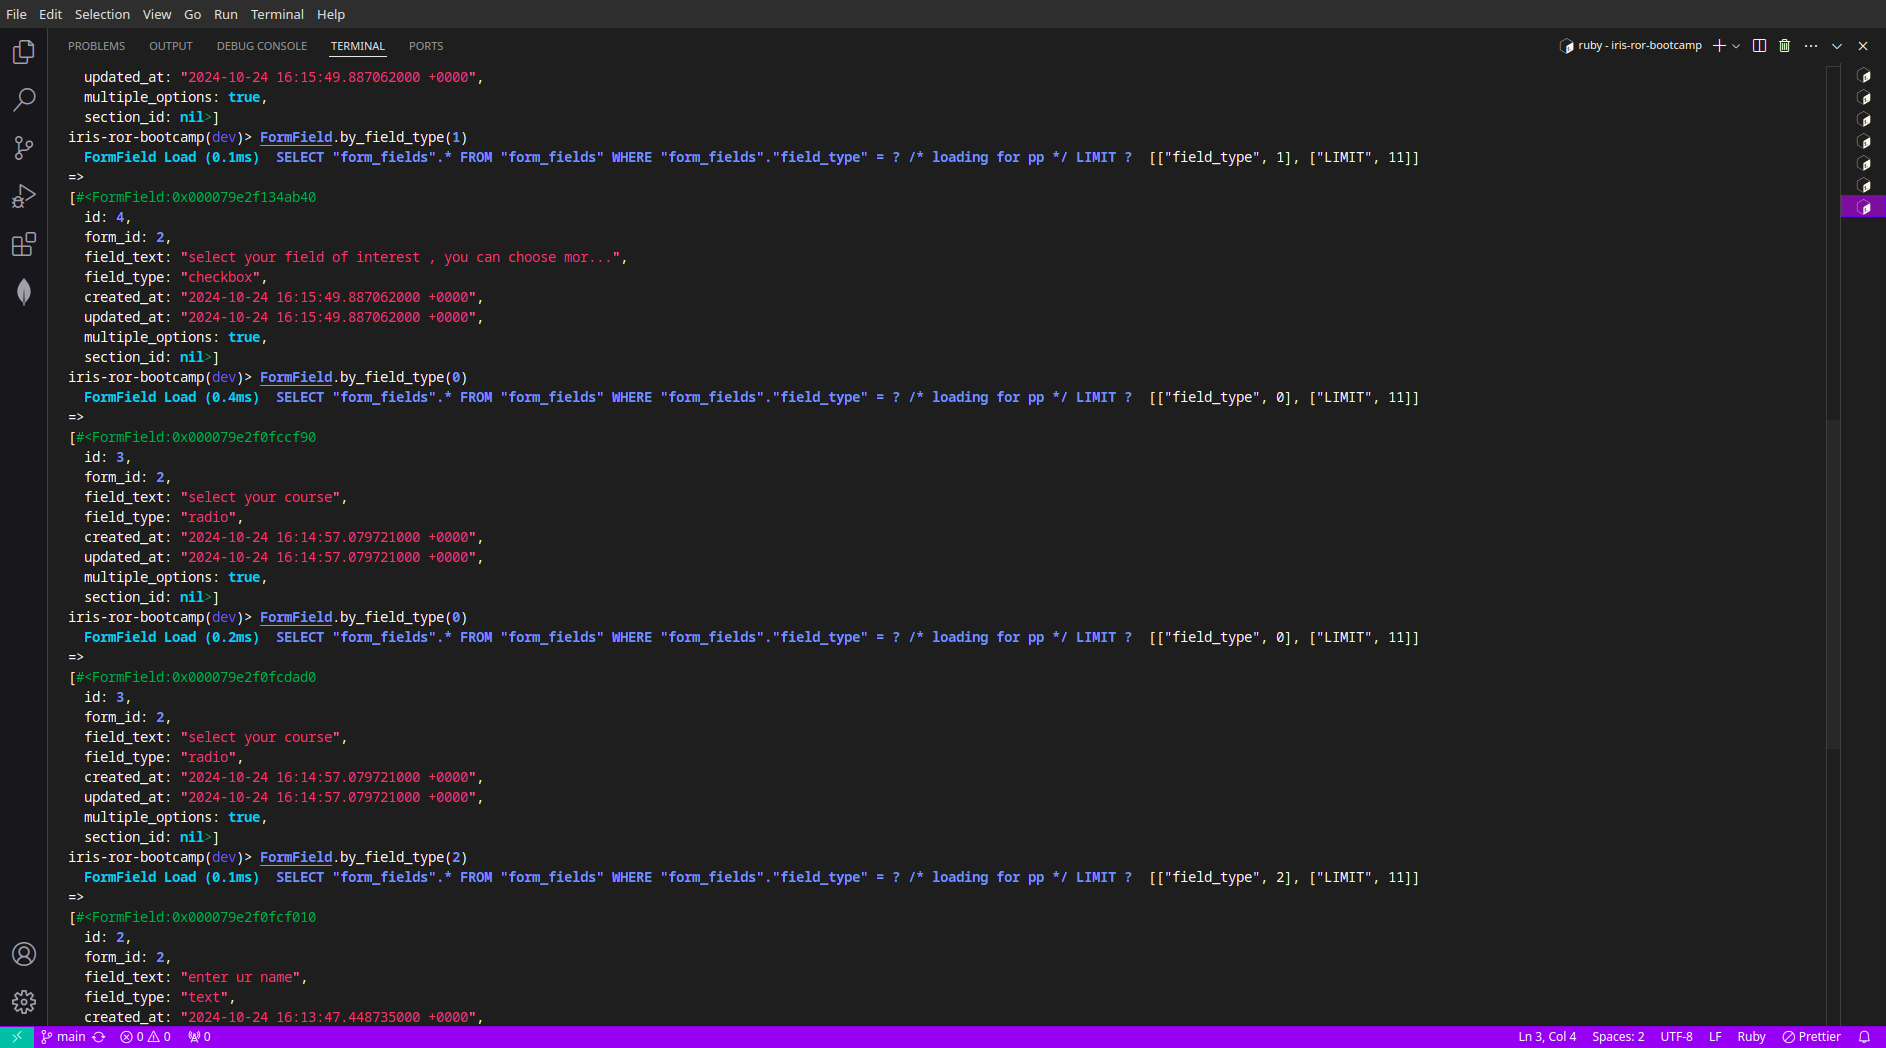 File Edit Selection View Go Run Terminal Help
PROBLEMS OUTPUT DEBUG CONSOLE TERMINAL PORTS ruby - iris-ror-bootcamp
updated_at: "2024-10-24 16:15:49.887062000 +0000",
multiple_options: true,
section_id: nil>]
iris-ror-bootcamp(dev)> FormField.by_field_type(1)
FormField Load (0.1ms)  SELECT "form_fields".* FROM "form_fields" WHERE "form_fields"."field_type" = ? /* loading for pp */ LIMIT ?  [["field_type", 1], ["LIMIT", 11]]
=>
[#<FormField:0x000079e2f134ab40
id: 4,
form_id: 2,
field_text: "select your field of interest , you can choose mor...",
field_type: "checkbox",
created_at: "2024-10-24 16:15:49.887062000 +0000",
updated_at: "2024-10-24 16:15:49.887062000 +0000",
multiple_options: true,
section_id: nil>]
iris-ror-bootcamp(dev)> FormField.by_field_type(0)
FormField Load (0.4ms)  SELECT "form_fields".* FROM "form_fields" WHERE "form_fields"."field_type" = ? /* loading for pp */ LIMIT ?  [["field_type", 0], ["LIMIT", 11]]
=>
[#<FormField:0x000079e2f0fccf90
id: 3,
form_id: 2,
field_text: "select your course",
field_type: "radio",
created_at: "2024-10-24 16:14:57.079721000 +0000",
updated_at: "2024-10-24 16:14:57.079721000 +0000",
multiple_options: true,
section_id: nil>]
iris-ror-bootcamp(dev)> FormField.by_field_type(0)
FormField Load (0.2ms)  SELECT "form_fields".* FROM "form_fields" WHERE "form_fields"."field_type" = ? /* loading for pp */ LIMIT ?  [["field_type", 0], ["LIMIT", 11]]
=>
[#<FormField:0x000079e2f0fcdad0
id: 3,
form_id: 2,
field_text: "select your course",
field_type: "radio",
created_at: "2024-10-24 16:14:57.079721000 +0000",
updated_at: "2024-10-24 16:14:57.079721000 +0000",
multiple_options: true,
section_id: nil>]
iris-ror-bootcamp(dev)> FormField.by_field_type(2)
FormField Load (0.1ms)  SELECT "form_fields".* FROM "form_fields" WHERE "form_fields"."field_type" = ? /* loading for pp */ LIMIT ?  [["field_type", 2], ["LIMIT", 11]]
=>
[#<FormField:0x000079e2f0fcf010
id: 2,
form_id: 2,
field_text: "enter ur name",
field_type: "text",
created_at: "2024-10-24 16:13:47.448735000 +0000",
main 0 0 0 Ln 3, Col 4 Spaces: 2 UTF-8 LF Ruby Prettier